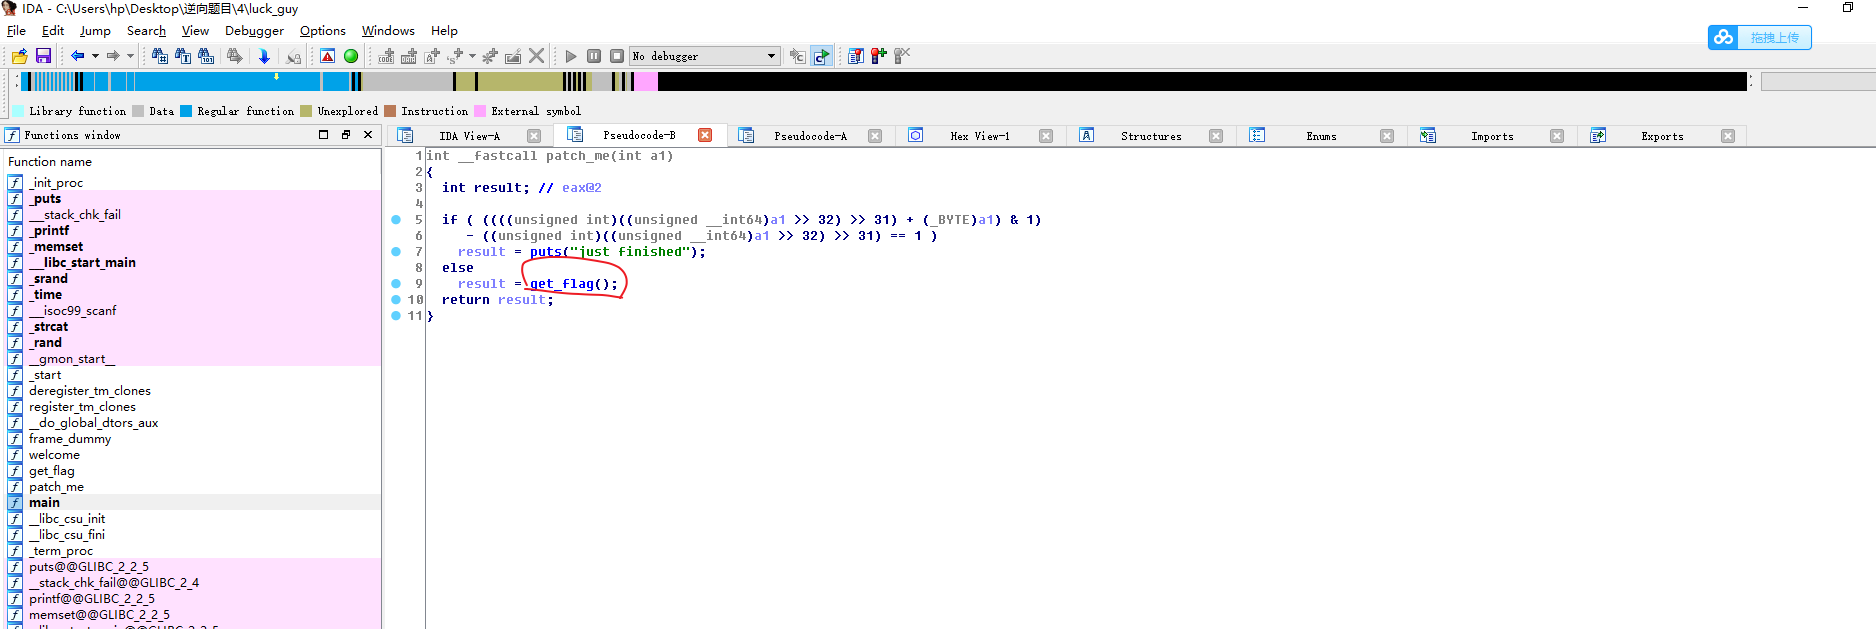 IDA - C:\Users\hp\Desktop\逆向题目\4\luck_guy
File Edit Jump Search View Debugger Options Windows Help
拖拽上传
No debugger
Library function Data Regular function Unexplored Instruction External symbol
Functions window
IDA View-A Pseudocode-B Pseudocode-A Hex View-1 Structures Enums Imports Exports
Function name
_init_proc
_puts
__stack_chk_fail
_printf
_memset
__libc_start_main
_srand
_time
__isoc99_scanf
_strcat
_rand
__gmon_start__
_start
deregister_tm_clones
register_tm_clones
__do_global_dtors_aux
frame_dummy
welcome
get_flag
patch_me
main
__libc_csu_init
__libc_csu_fini
_term_proc
puts@@GLIBC_2_2_5
__stack_chk_fail@@GLIBC_2_4
printf@@GLIBC_2_2_5
memset@@GLIBC_2_2_5
1 int __fastcall patch_me(int a1)
2 {
3 int result; // eax@2
4
5 if ( ((((unsigned int)((unsigned __int64)a1 >> 32) >> 31) + (_BYTE)a1) & 1)
6 - ((unsigned int)((unsigned __int64)a1 >> 32) >> 31) == 1 )
7 result = puts("just finished");
8 else
9 result = get_flag();
10 return result;
11 }